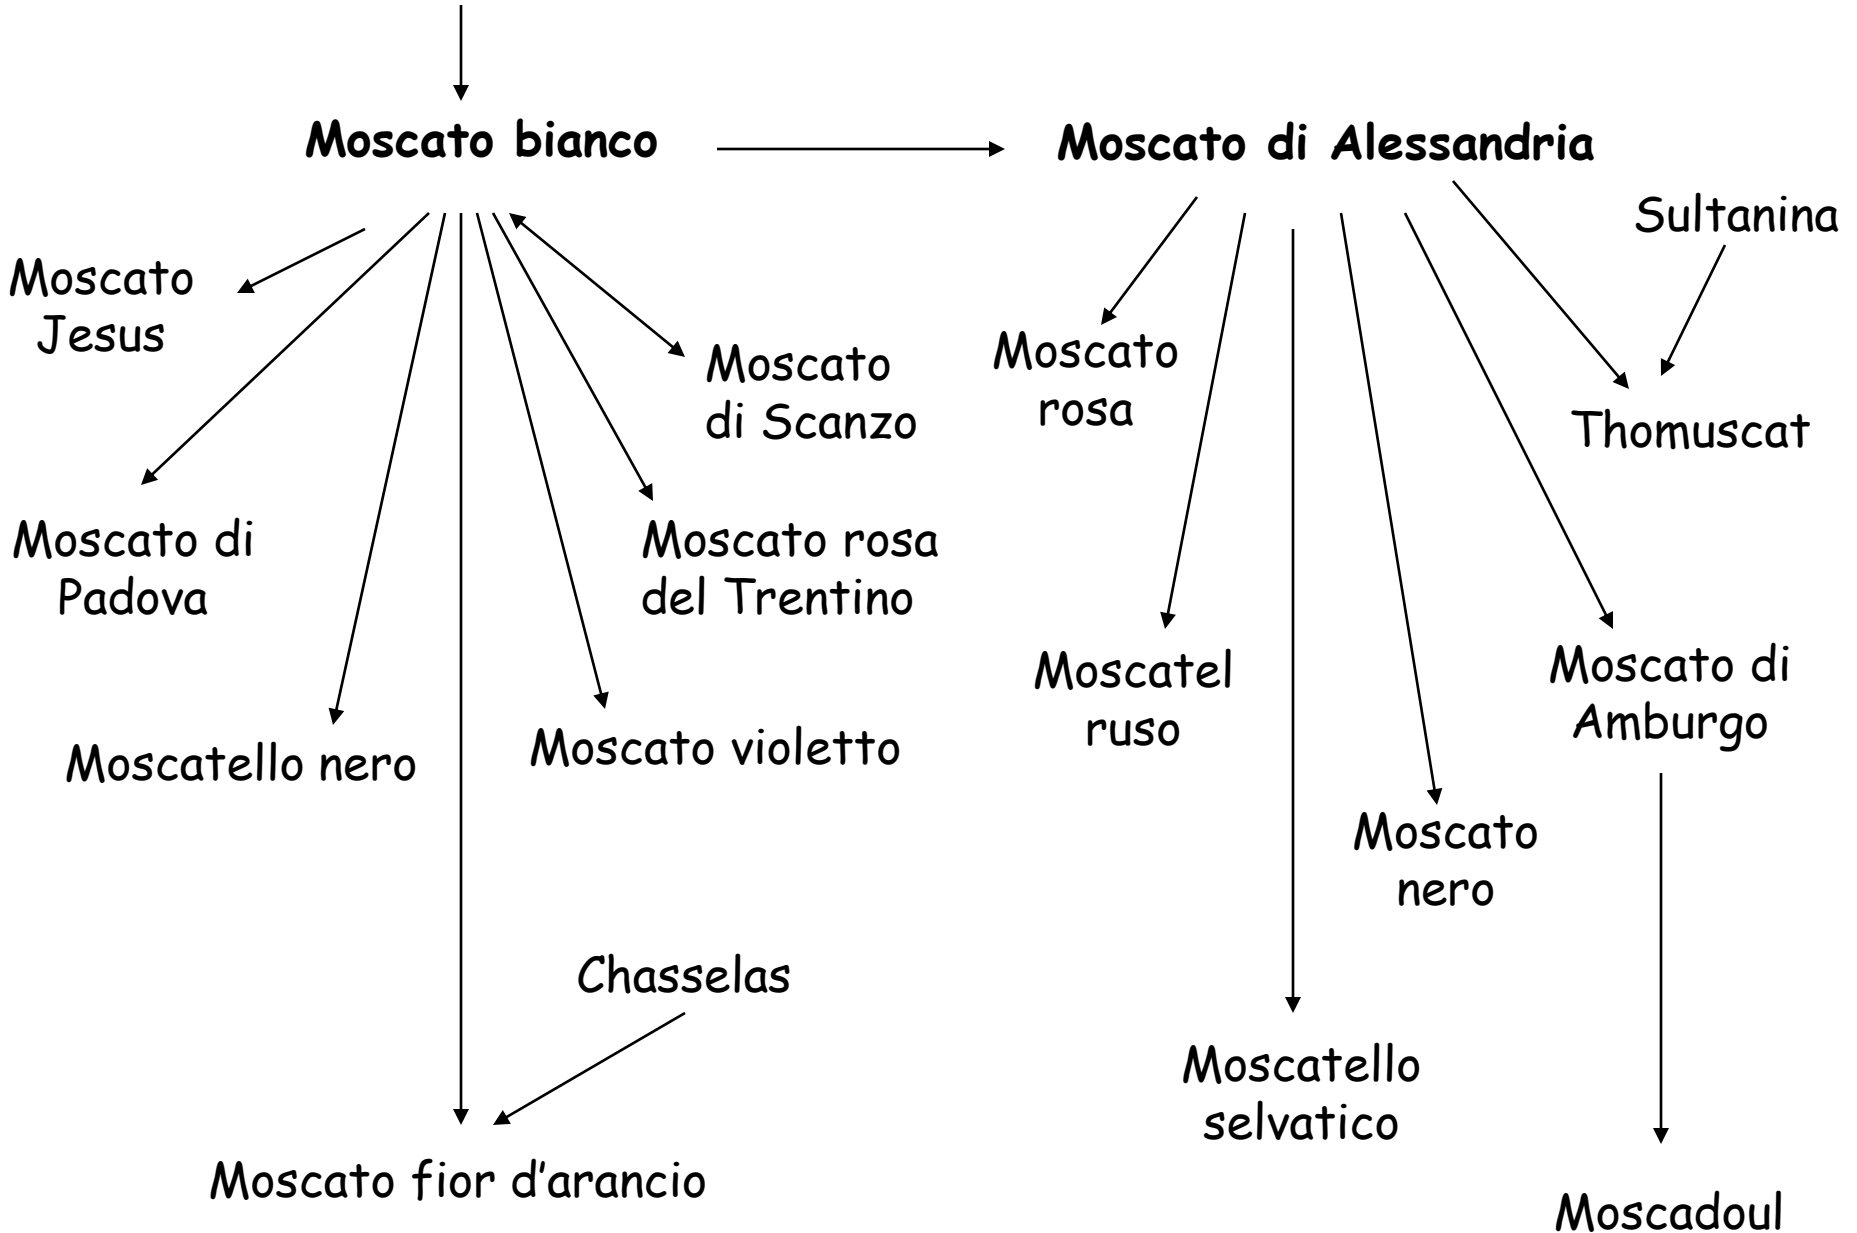 Moscato bianco
Moscato di Alessandria
Sultanina
Moscato
Jesus
Moscato
di Scanzo
Moscato
rosa
Thomuscat
Moscato di
Padova
Moscato rosa
del Trentino
Moscatel
ruso
Moscato di
Amburgo
Moscatello nero
Moscato violetto
Moscato
nero
Chasselas
Moscatello
selvatico
Moscato fior d'arancio
Moscadoul